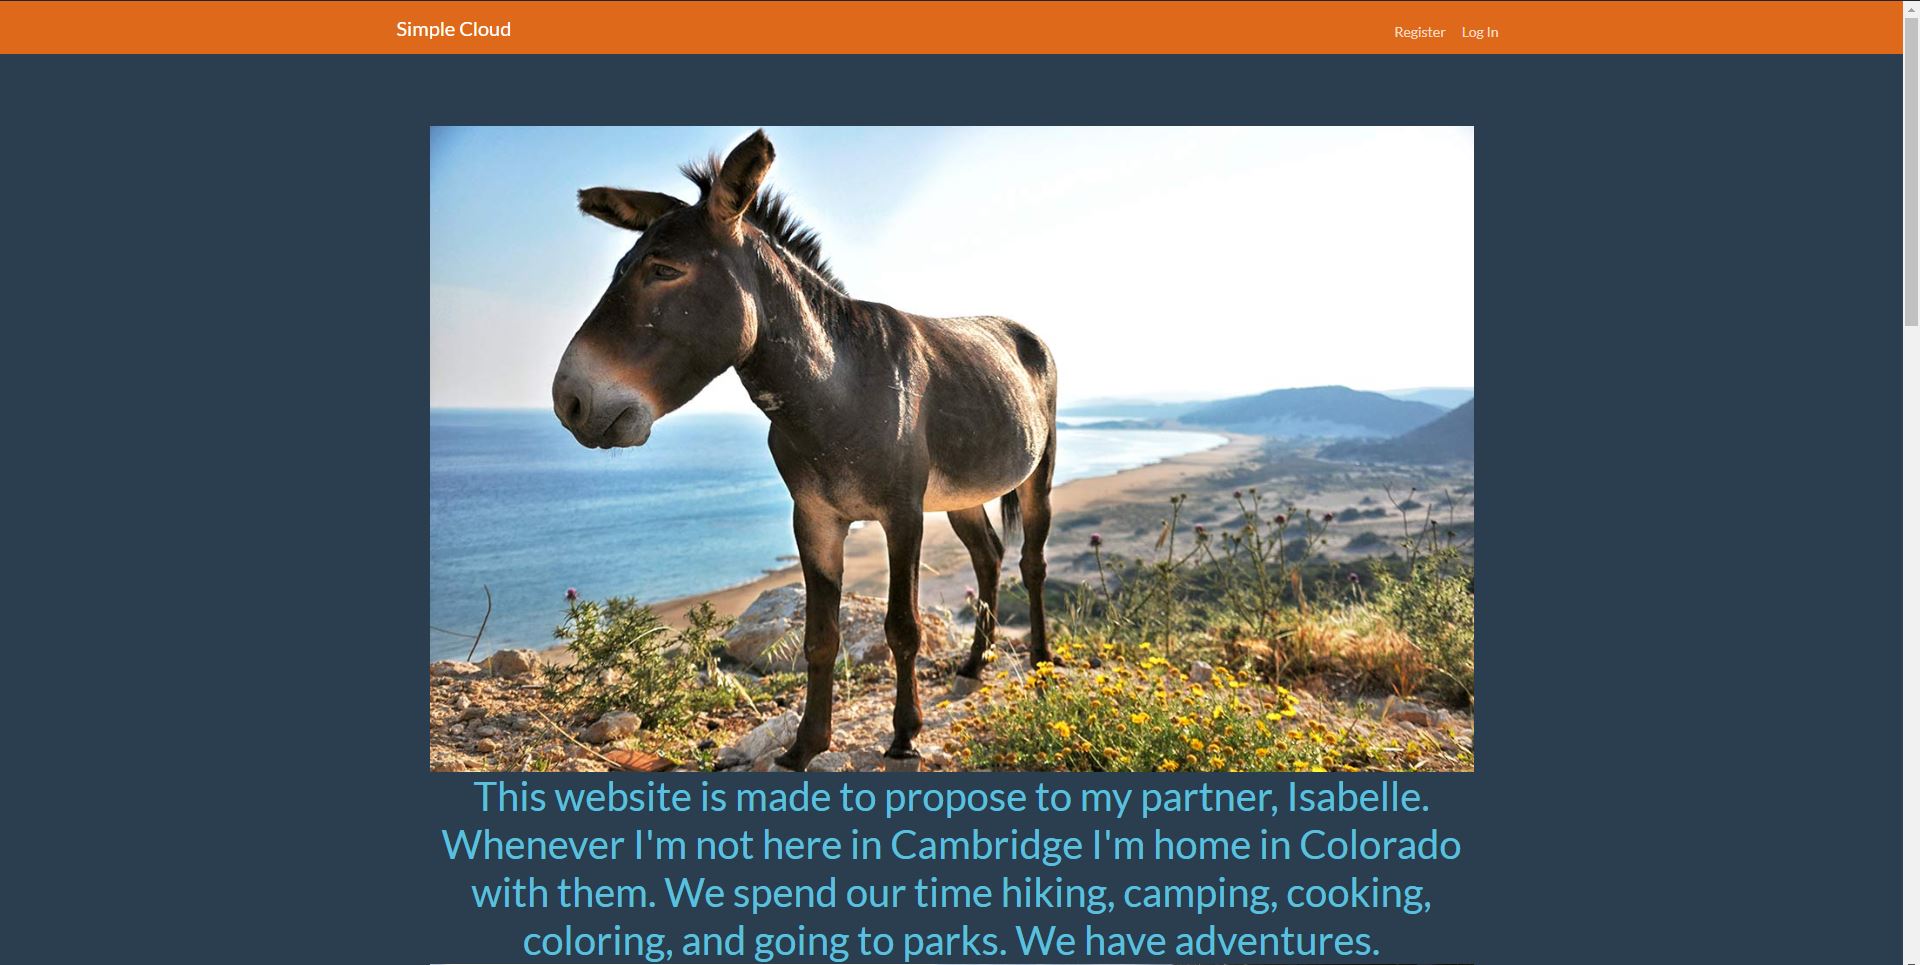 Simple Cloud
Register
Log In
This website is made to propose to my partner, Isabelle.
Whenever I'm not here in Cambridge I'm home in Colorado
with them. We spend our time hiking, camping, cooking,
coloring, and going to parks. We have adventures.